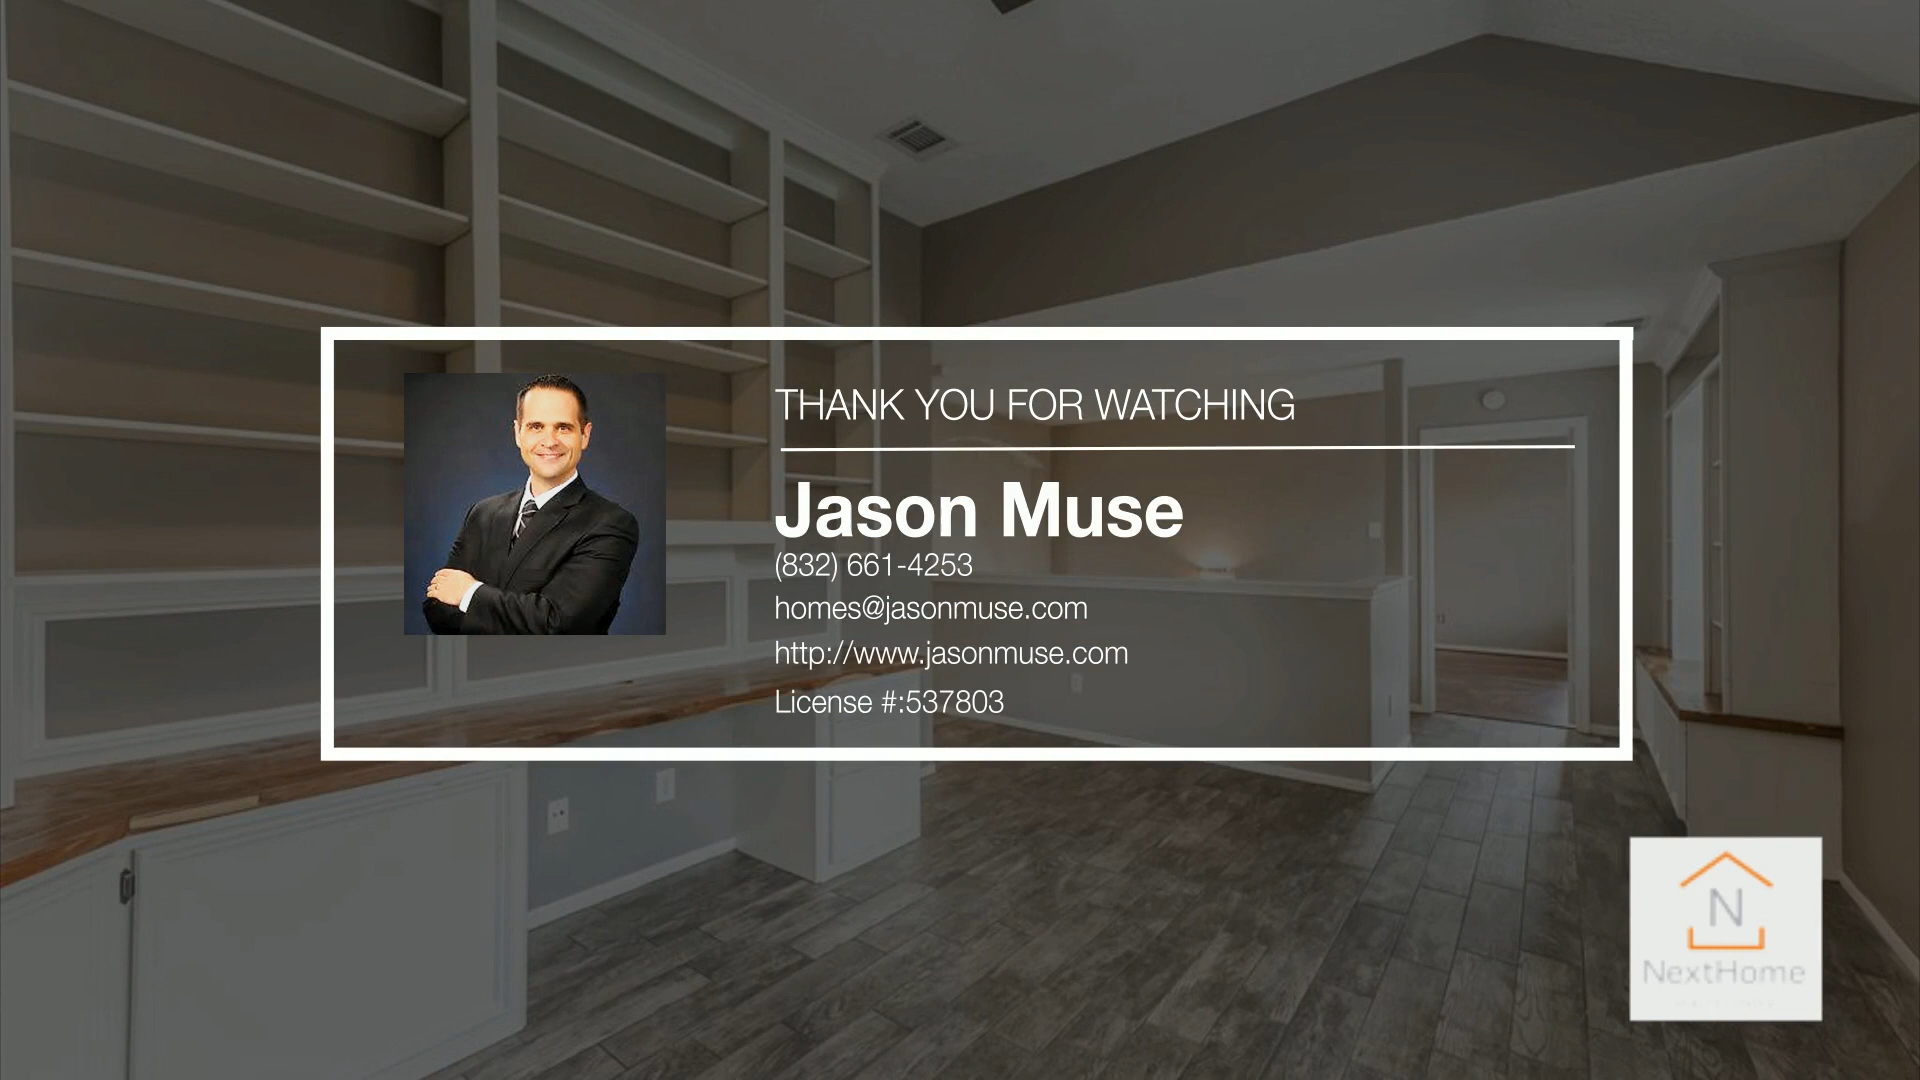 THANK YOU FOR WATCHING
Jason Muse
(832) 661-4253
homes@jasonmuse.com
http://www.jasonmuse.com
License #:537803
N
NextHome